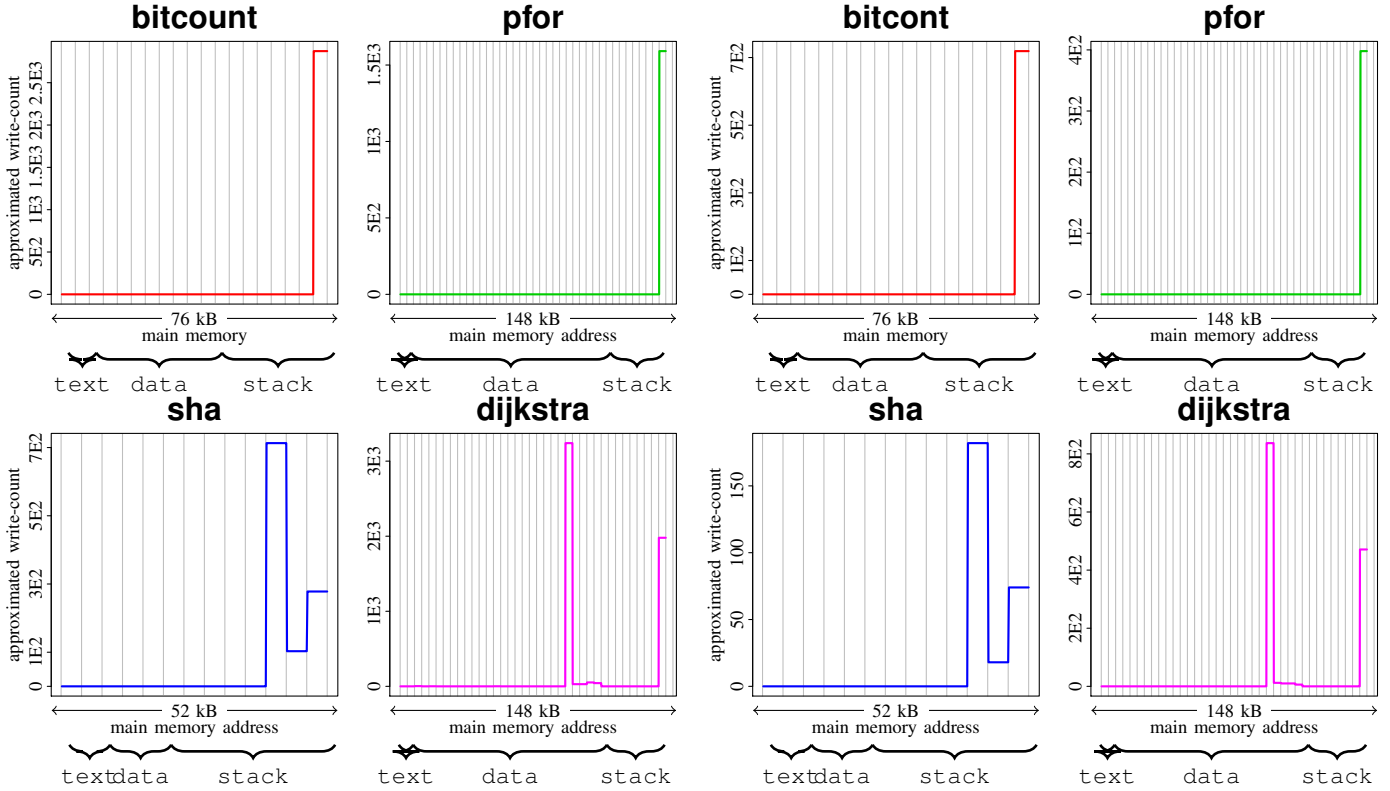 bitcount
pfor
bitcont
pfor
approximated write-count
0 5E2 1E3 1.5E3 2E3 2.5E3
0 5E2 1E3 1.5E3
approximated write-count
0 1E2 3E2 5E2 7E2
0 1E2 2E2 3E2 4E2
76 kB
148 kB
76 kB
148 kB
main memory
main memory address
main memory
main memory address
text data stack
text data stack
text data stack
text data stack
sha
dijkstra
sha
dijkstra
approximated write-count
0 1E2 3E2 5E2 7E2
0 1E3 2E3 3E3
approximated write-count
0 50 100 150
0 2E2 4E2 6E2 8E2
52 kB
148 kB
52 kB
148 kB
main memory address
main memory address
main memory address
main memory address
text data stack
text data stack
text data stack
text data stack